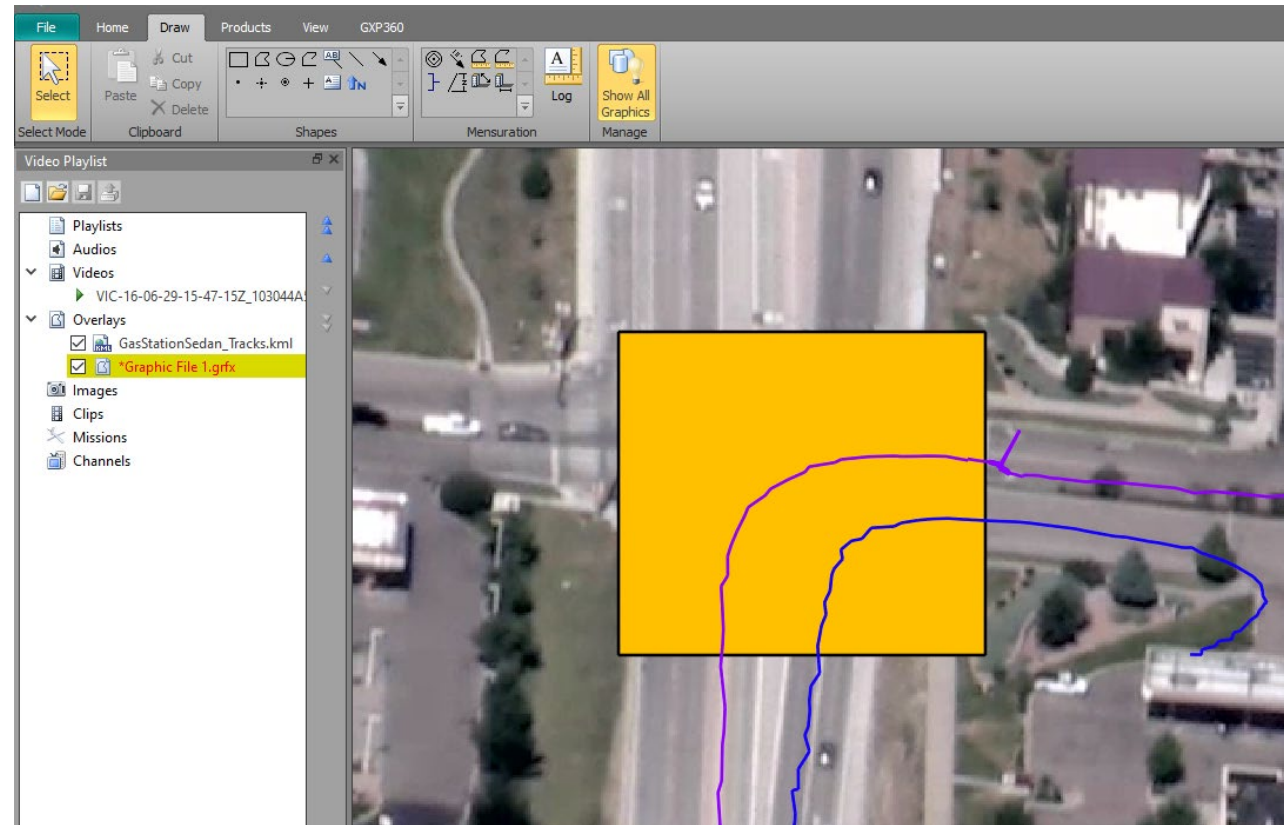 File Home Draw Products View GXP360
Select
Paste
Cut
Copy
Delete
AB
A
N
A
Log
Show All
Graphics
Select Mode Clipboard Shapes Mensuration Manage
Video Playlist
Playlists
Audios
Videos
VIC-16-06-29-15-47-15Z_103044A
Overlays
KML
GasStationSedan_Tracks.kml
*Graphic File 1.grfx
Images
Clips
Missions
Channels